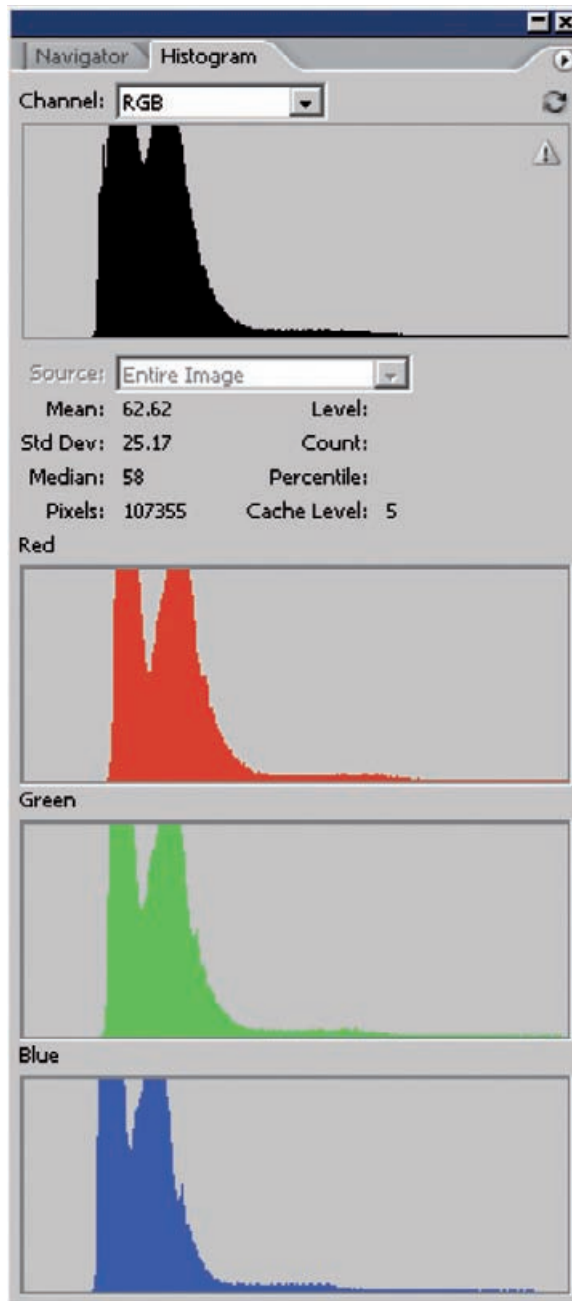 Navigator Histogram
Channel: RGB
Source: Entire Image
Mean: 62.62 Level:
Std Dev: 25.17 Count:
Median: 58 Percentile:
Pixels: 107355 Cache Level: 5
Red
Green
Blue